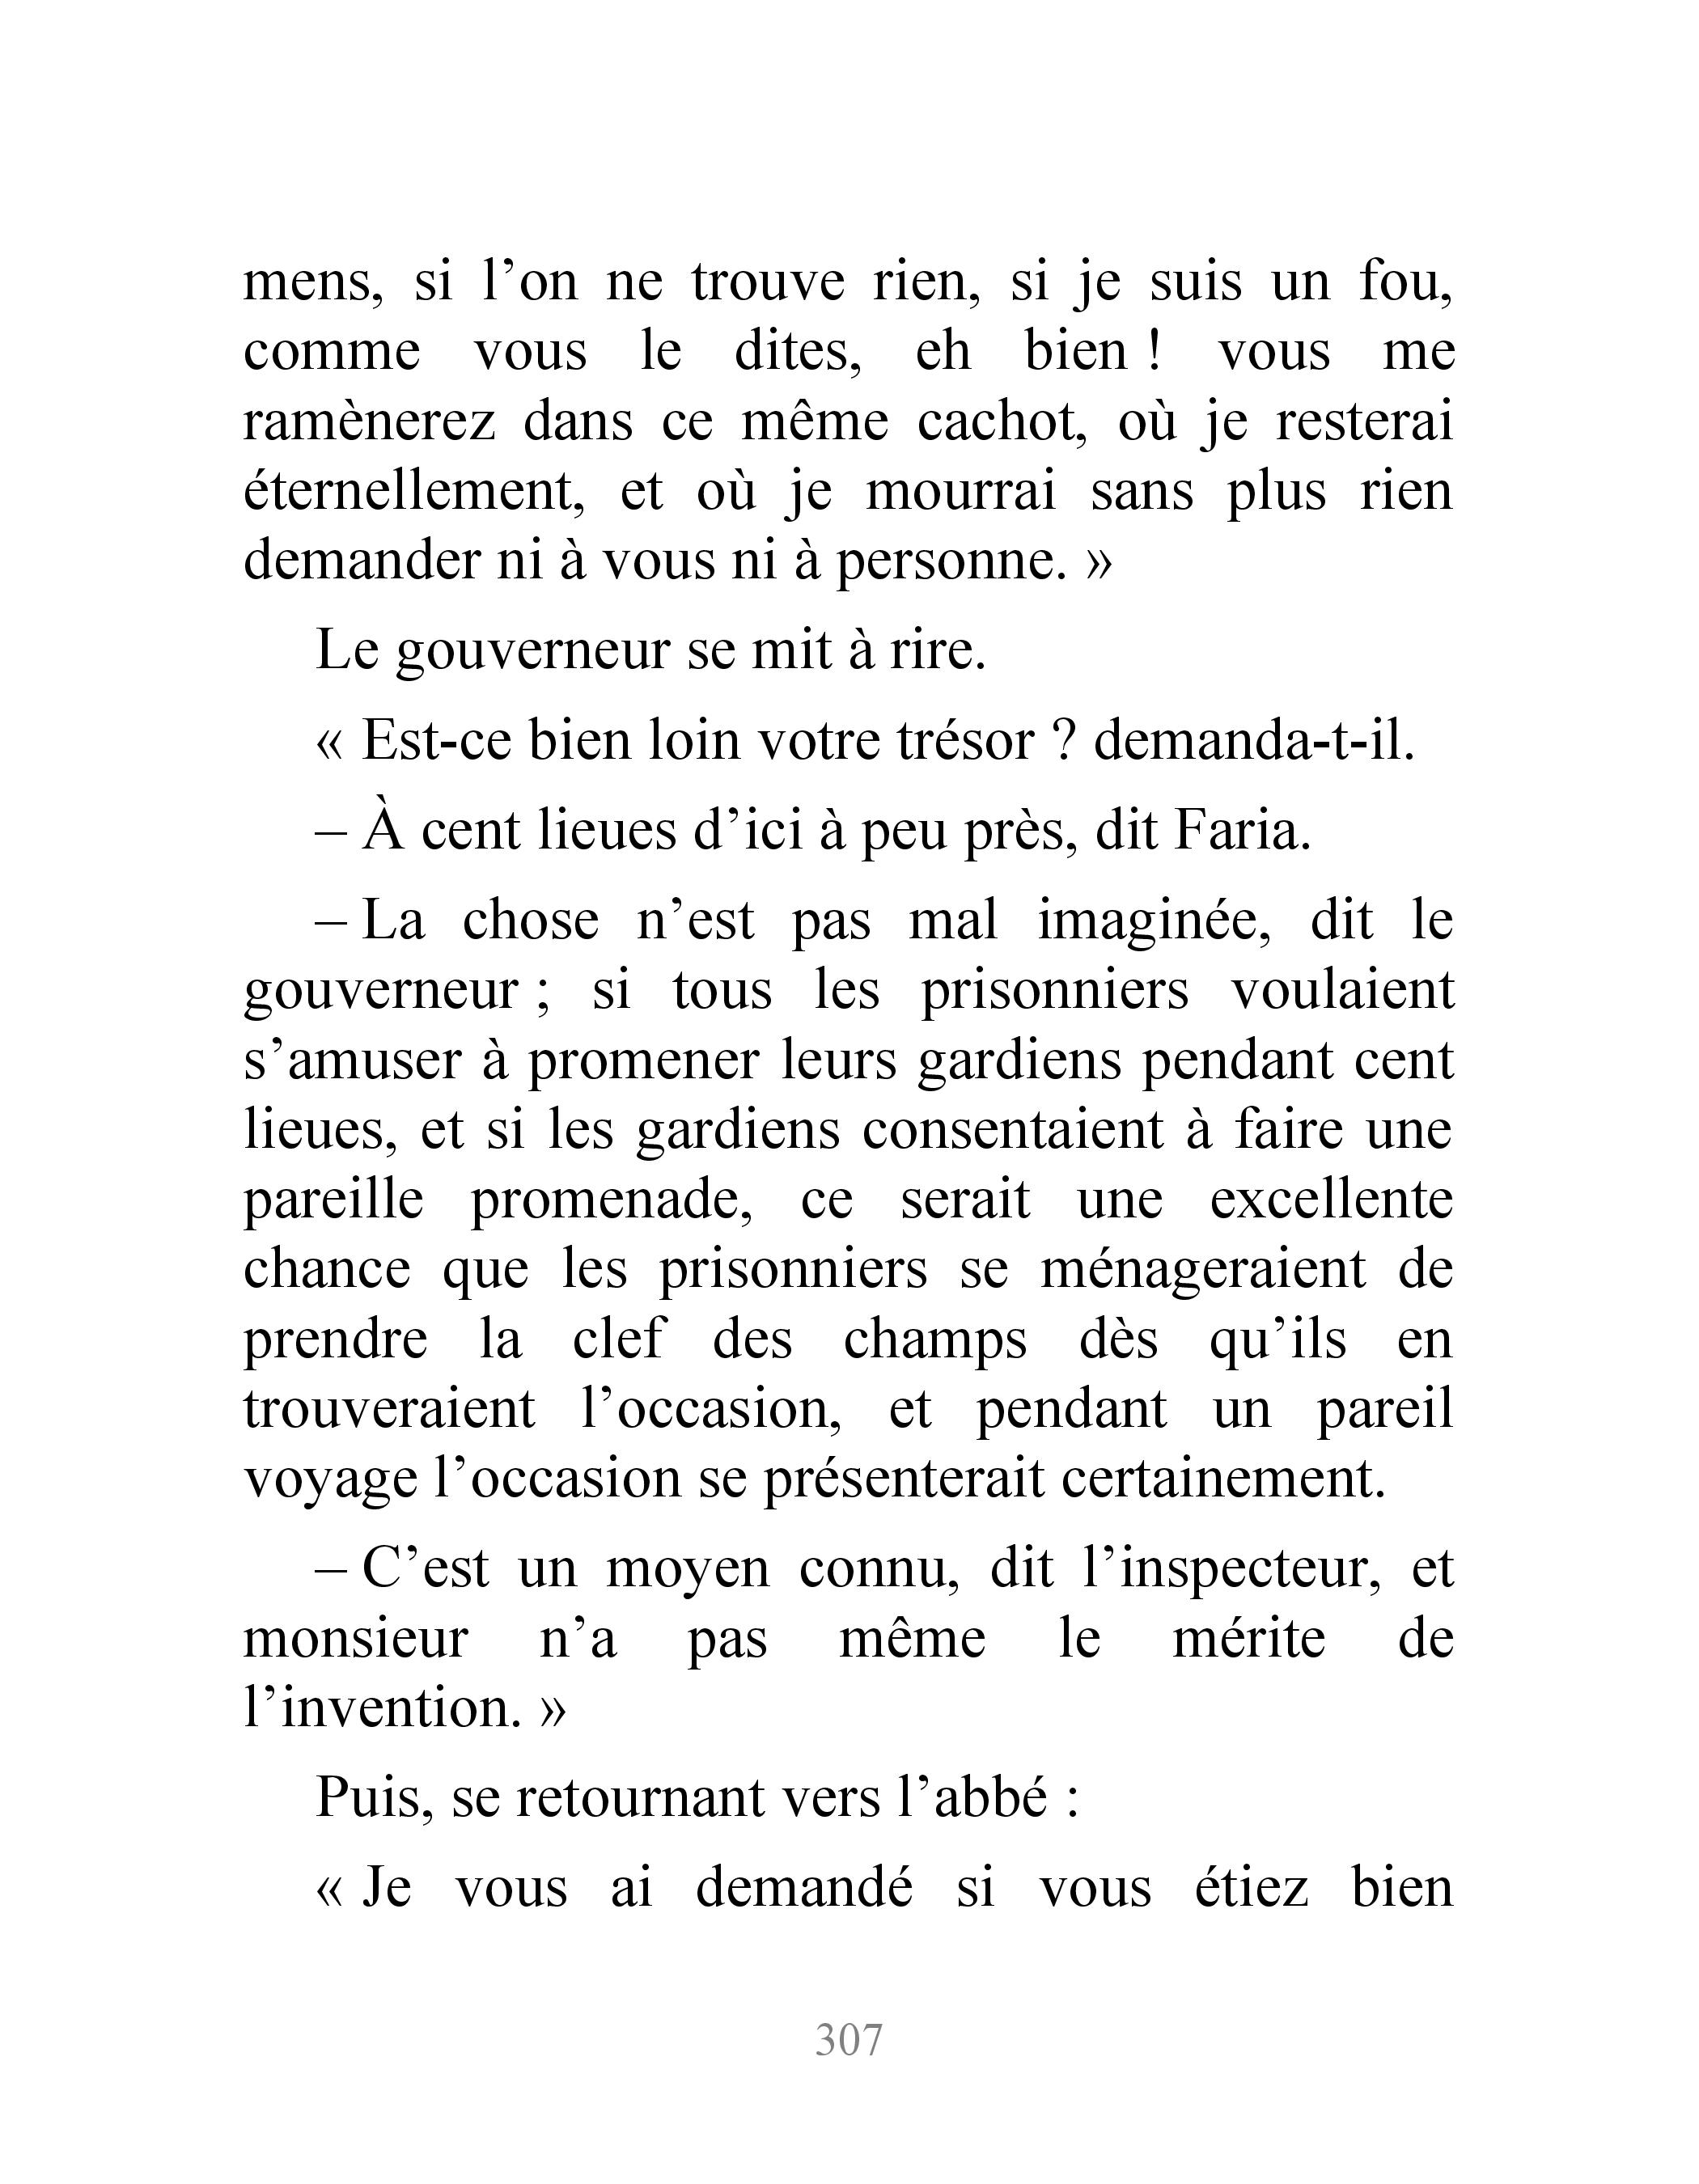 mens, si l’on ne trouve rien, si je suis un fou,
comme vous le dites, eh bien ! vous me
ramènerez dans ce même cachot, où je resterai
éternellement, et où je mourrai sans plus rien
demander ni à vous ni à personne. »
Le gouverneur se mit à rire.
« Est-ce bien loin votre trésor ? demanda-t-il.
– À cent lieues d’ici à peu près, dit Faria.
– La chose n’est pas mal imaginée, dit le
gouverneur ; si tous les prisonniers voulaient
s’amuser à promener leurs gardiens pendant cent
lieues, et si les gardiens consentaient à faire une
pareille promenade, ce serait une excellente
chance que les prisonniers se ménageraient de
prendre la clef des champs dès qu’ils en
trouveraient l’occasion, et pendant un pareil
voyage l’occasion se présenterait certainement.
– C’est un moyen connu, dit l’inspecteur, et
monsieur n’a pas même le mérite de
l’invention. »
Puis, se retournant vers l’abbé :
« Je vous ai demandé si vous étiez bien
307